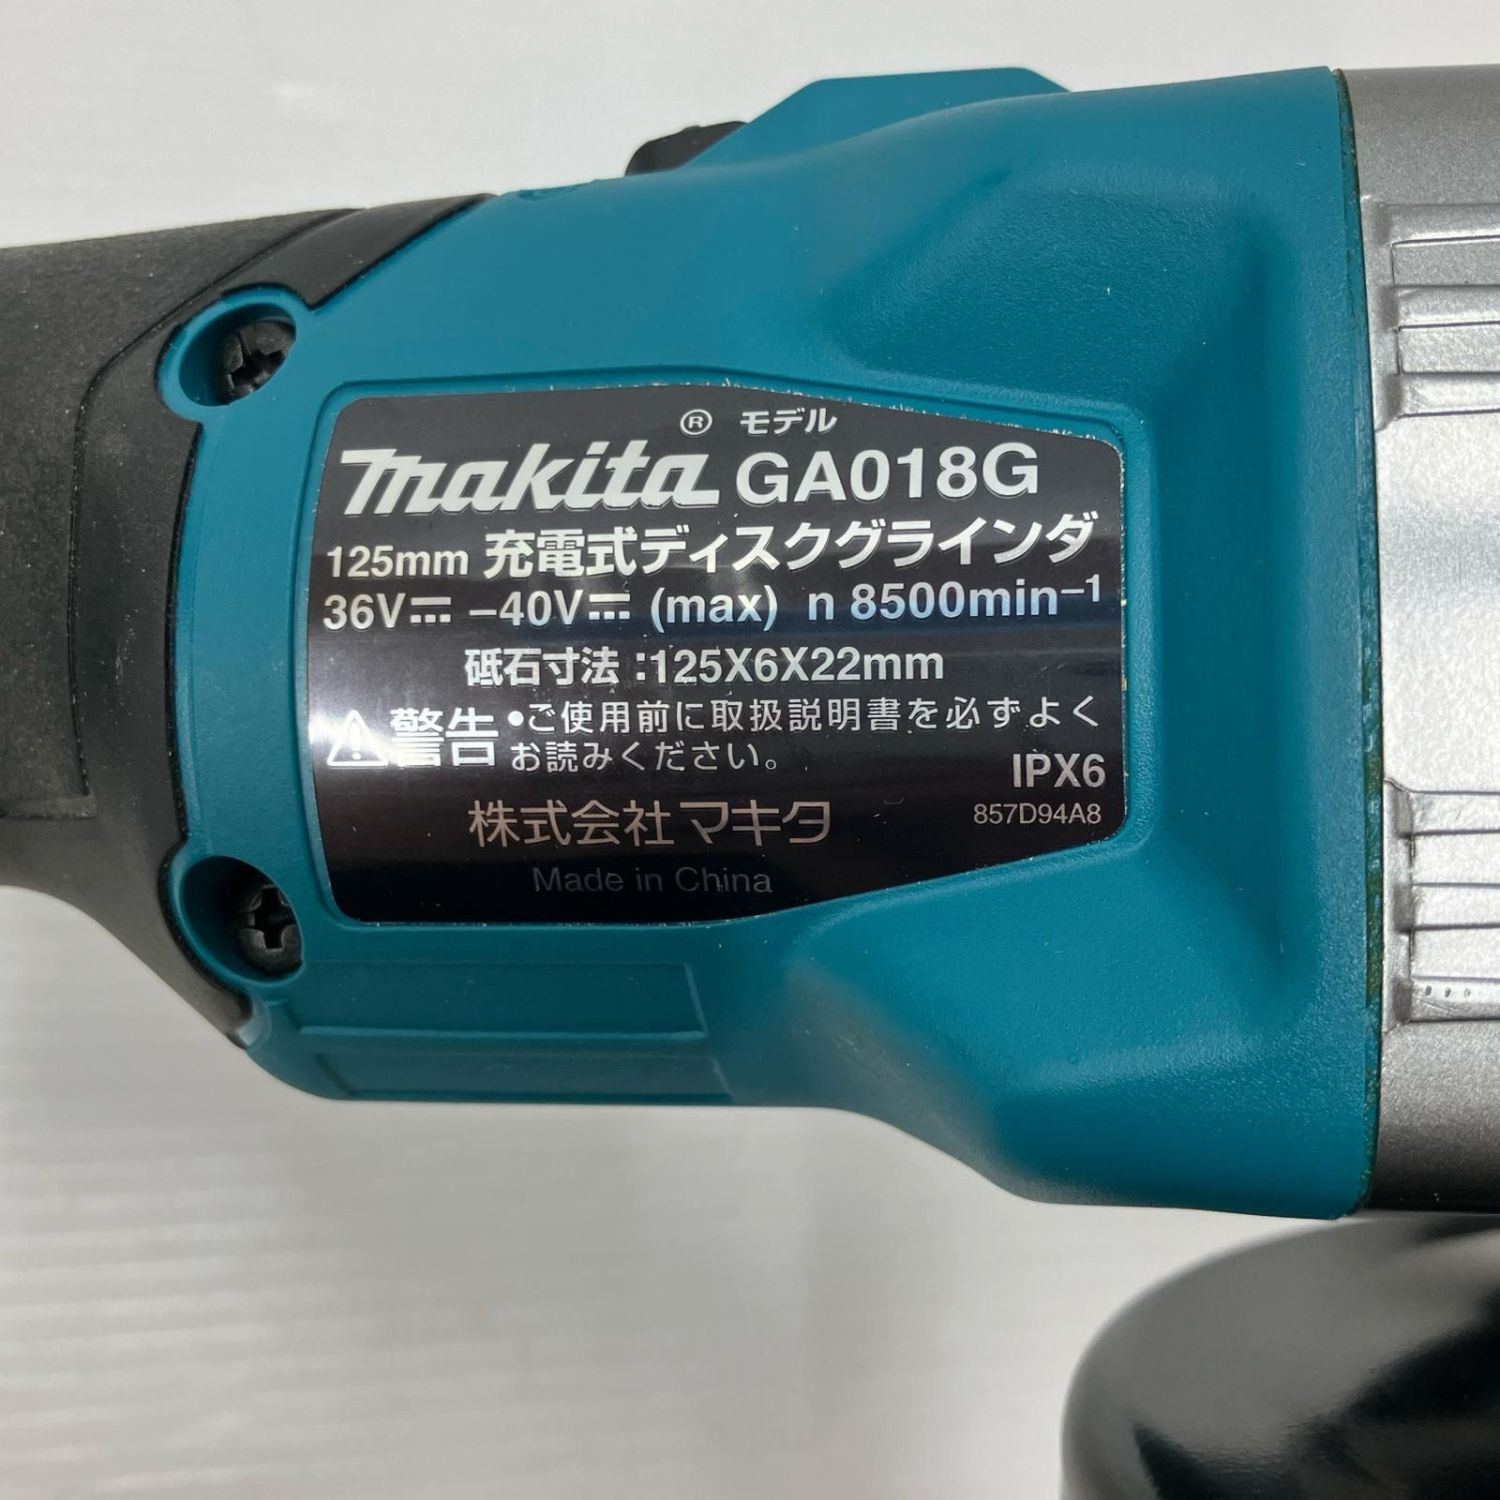 ® モデル
makita GA018G
125mm 充電式ディスクグラインダ
36V⎓ -40V⎓ (max) n 8500min⁻¹
砥石寸法:125X6X22mm
警告 •ご使用前に取扱説明書を必ずよく
お読みください。
IPX6
株式会社マキタ 857D94A8
Made in China